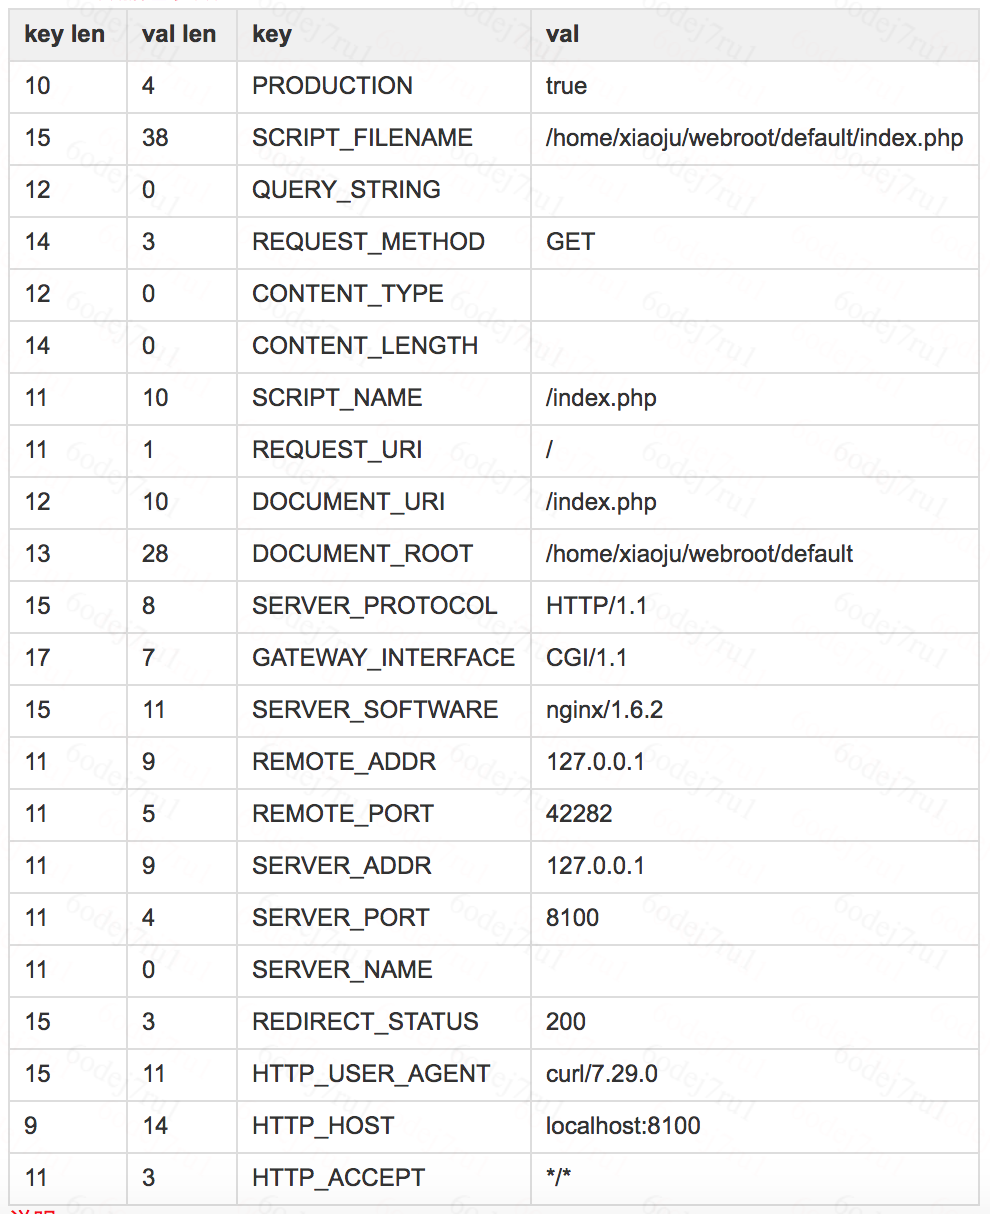 key len val len key val
10 4 PRODUCTION true
15 38 SCRIPT_FILENAME /home/xiaoju/webroot/default/index.php
12 0 QUERY_STRING
14 3 REQUEST_METHOD GET
12 0 CONTENT_TYPE
14 0 CONTENT_LENGTH
11 10 SCRIPT_NAME /index.php
11 1 REQUEST_URI /
12 10 DOCUMENT_URI /index.php
13 28 DOCUMENT_ROOT /home/xiaoju/webroot/default
15 8 SERVER_PROTOCOL HTTP/1.1
17 7 GATEWAY_INTERFACE CGI/1.1
15 11 SERVER_SOFTWARE nginx/1.6.2
11 9 REMOTE_ADDR 127.0.0.1
11 5 REMOTE_PORT 42282
11 9 SERVER_ADDR 127.0.0.1
11 4 SERVER_PORT 8100
11 0 SERVER_NAME
15 3 REDIRECT_STATUS 200
15 11 HTTP_USER_AGENT curl/7.29.0
9 14 HTTP_HOST localhost:8100
11 3 HTTP_ACCEPT */*